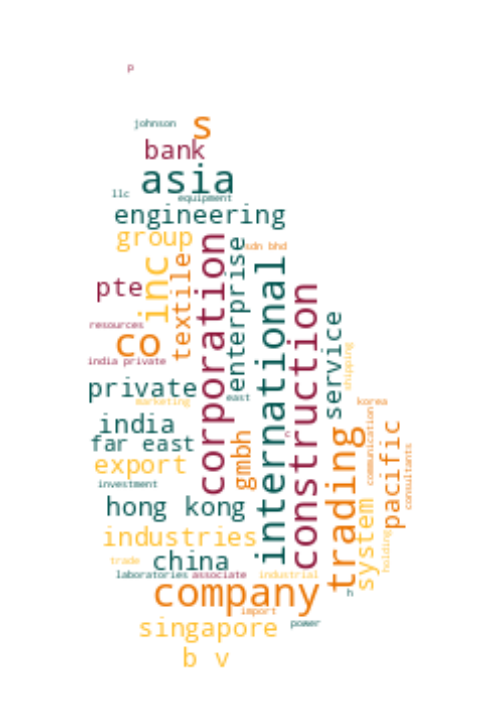 p
johnson
s
bank
asia
llc
equipment
engineering
group
sdn bhd
inc
textile
corporation
enterprise
international
construction
pte
resources
co
service
shipping
india private
private
east
marketing
korea
india
far east
gmbh
c
trading
communication
pacific
consultants
export
investment
hong kong
system
industries
holding
trade
china
laboratories
associate
industrial
company
h
import
singapore
power
b v